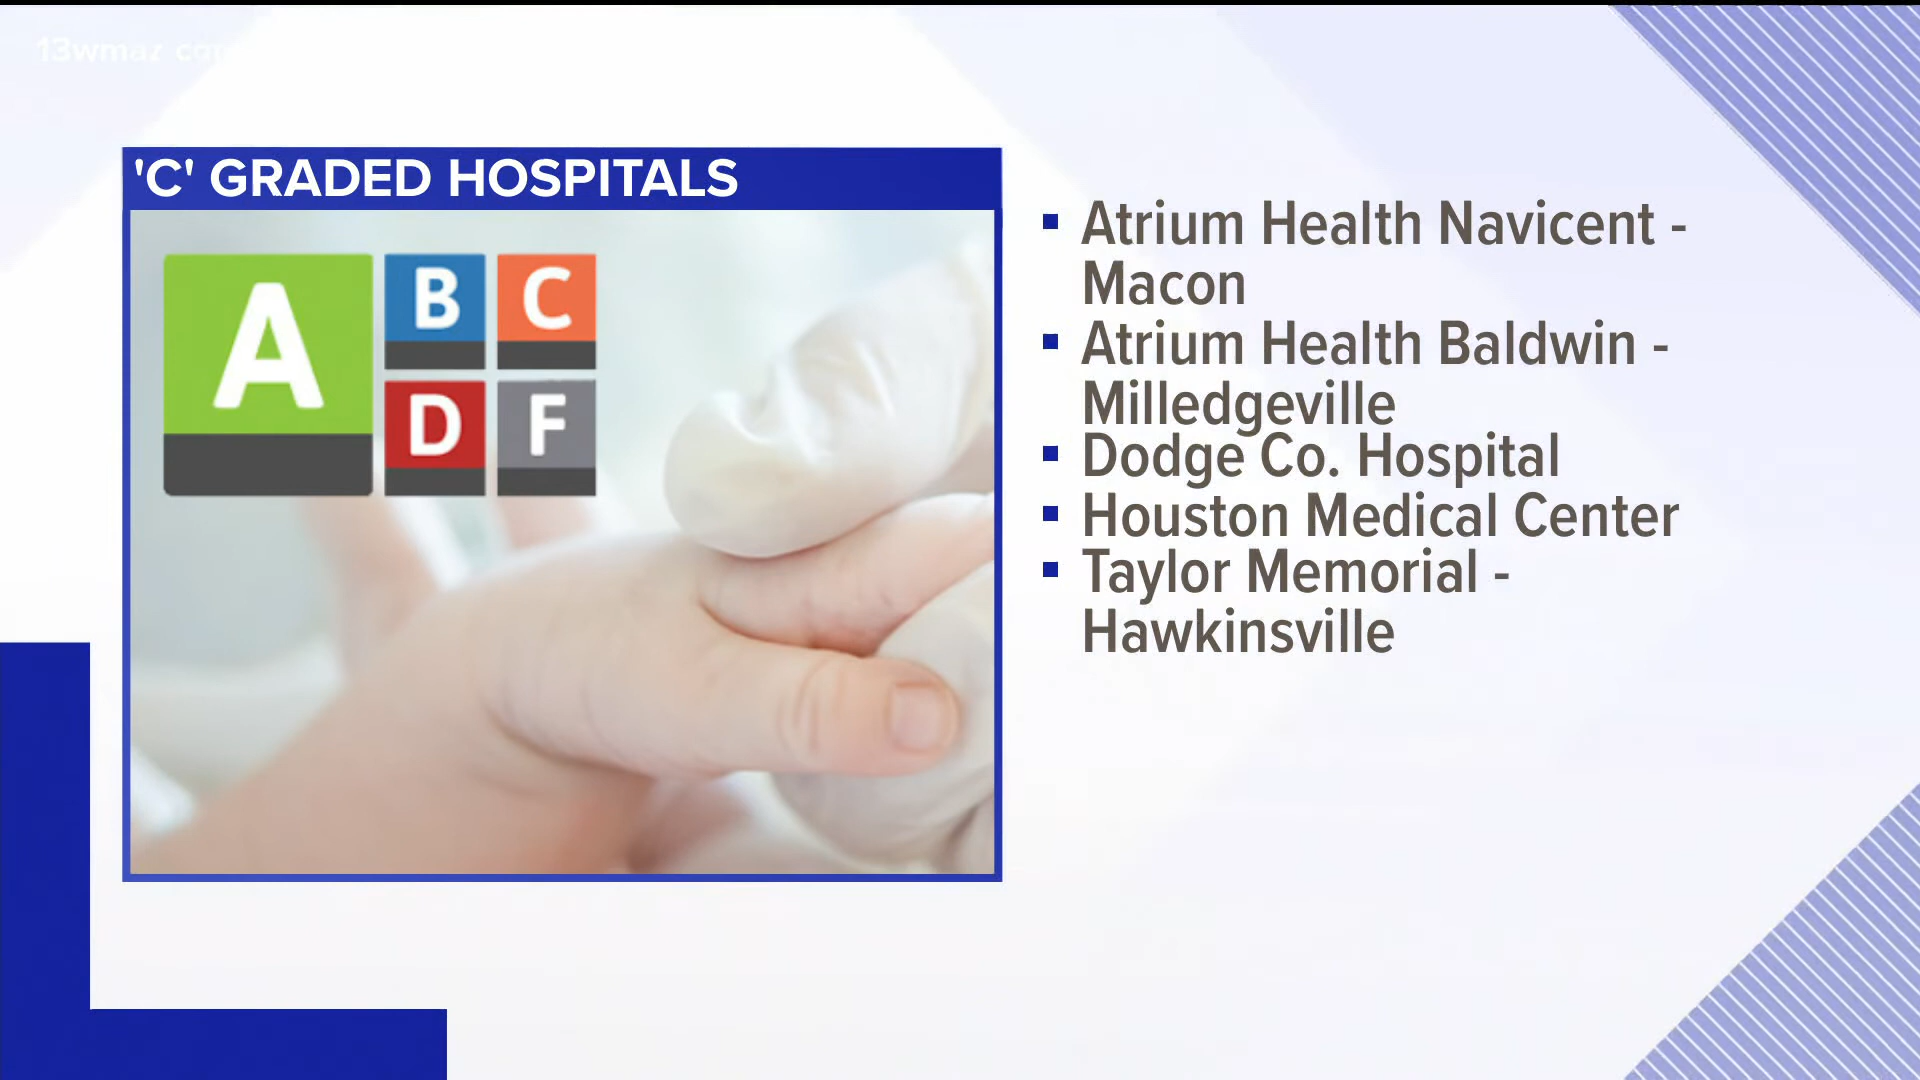 13wmaz
'C' GRADED HOSPITALS
A
B
C
D
F
Atrium Health Navicent -
Macon
Atrium Health Baldwin -
Milledgeville
Dodge Co. Hospital
Houston Medical Center
Taylor Memorial -
Hawkinsville